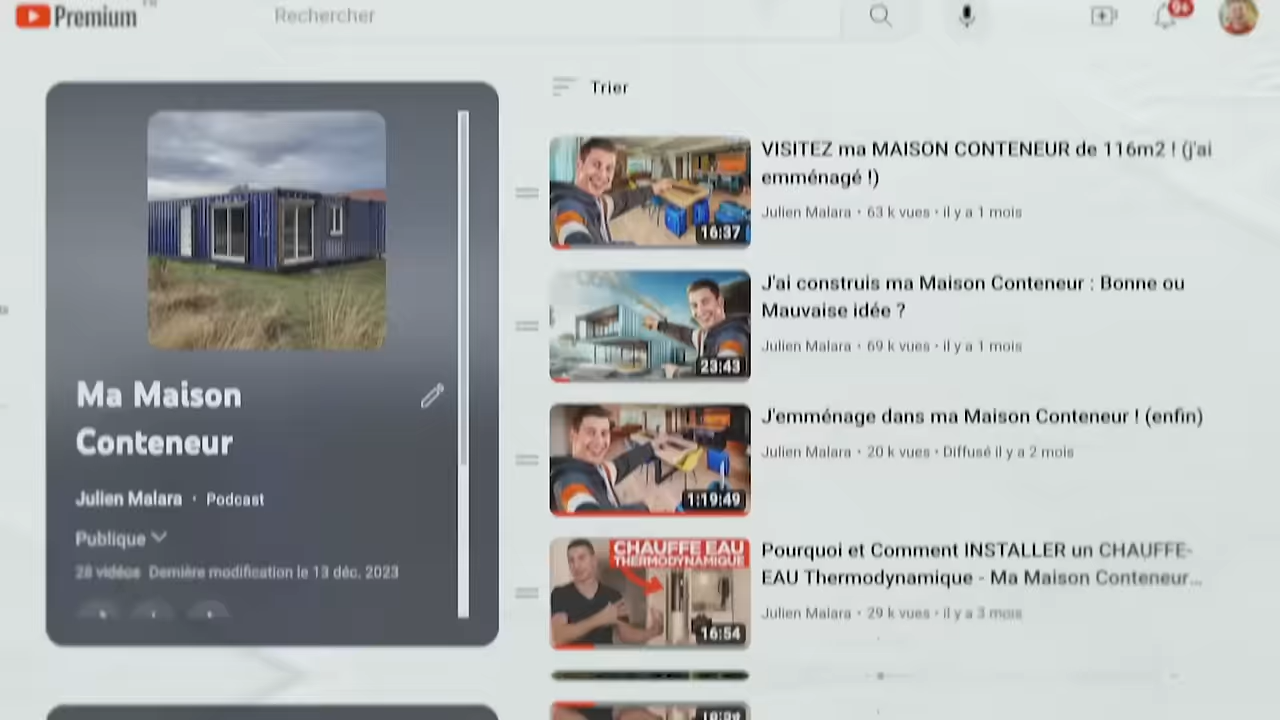 Premium
Rechercher
9+
Trier
VISITEZ ma MAISON CONTENEUR de 116m2 ! (j'ai
emménagé !)
Julien Malara • 63 k vues • il y a 1 mois
16:37
J'ai construis ma Maison Conteneur : Bonne ou
Mauvaise idée ?
Julien Malara • 69 k vues • il y a 1 mois
23:43
Ma Maison
Conteneur
Julien Malara • Podcast
Publique
28 vidéos Dernière modification le 13 déc. 2023
J'emménage dans ma Maison Conteneur ! (enfin)
Julien Malara • 20 k vues • Diffusé il y a 2 mois
1:19:49
CHAUFFE EAU
THERMODYNAMIQUE
Pourquoi et Comment INSTALLER un CHAUFFE-
EAU Thermodynamique - Ma Maison Conteneur...
Julien Malara • 29 k vues • il y a 3 mois
16:54